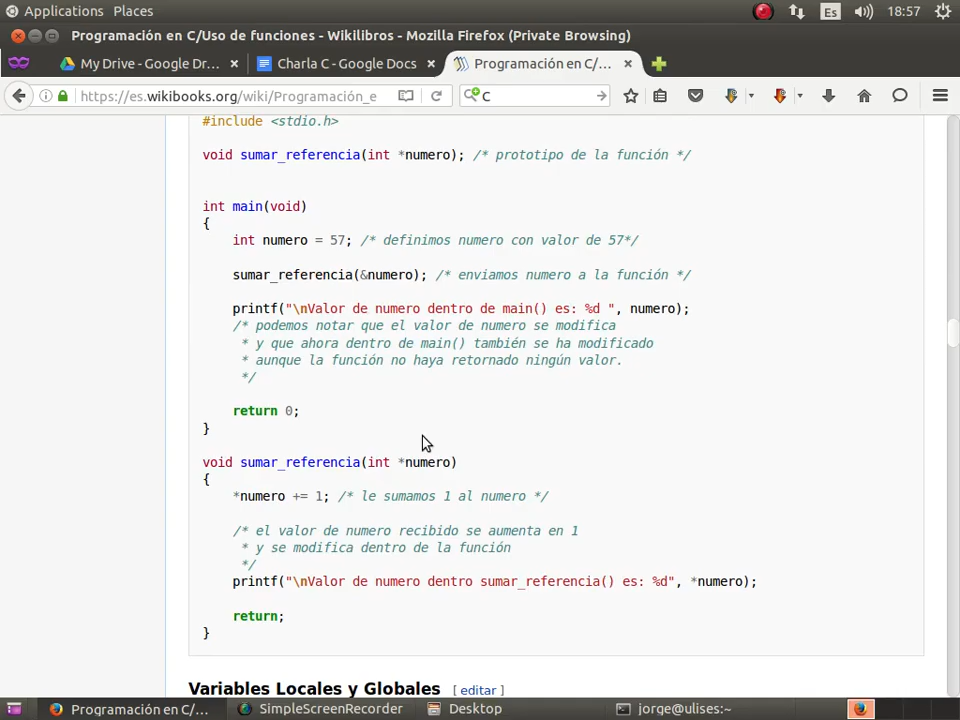 Applications Places Es 18:57
Programación en C/Uso de funciones - Wikilibros - Mozilla Firefox (Private Browsing)
My Drive - Google Dr... × Charla C - Google Docs × Programación en C/... ×
https://es.wikibooks.org/wiki/Programación_e C
#include <stdio.h>
void sumar_referencia(int *numero); /* prototipo de la función */
int main(void)
{
int numero = 57; /* definimos numero con valor de 57*/
sumar_referencia(&numero); /* enviamos numero a la función */
printf("\nValor de numero dentro de main() es: %d ", numero);
/* podemos notar que el valor de numero se modifica
* y que ahora dentro de main() también se ha modificado
* aunque la función no haya retornado ningún valor.
*/
return 0;
}
void sumar_referencia(int *numero)
{
*numero += 1; /* le sumamos 1 al numero */
/* el valor de numero recibido se aumenta en 1
* y se modifica dentro de la función
*/
printf("\nValor de numero dentro sumar_referencia() es: %d", *numero);
return;
}
Variables Locales y Globales [ editar ]
Programación en C/... SimpleScreenRecorder Desktop jorge@ulises:~